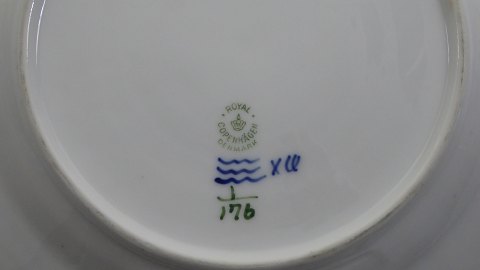 ROYAL
COPENHAGEN
DENMARK
1
176